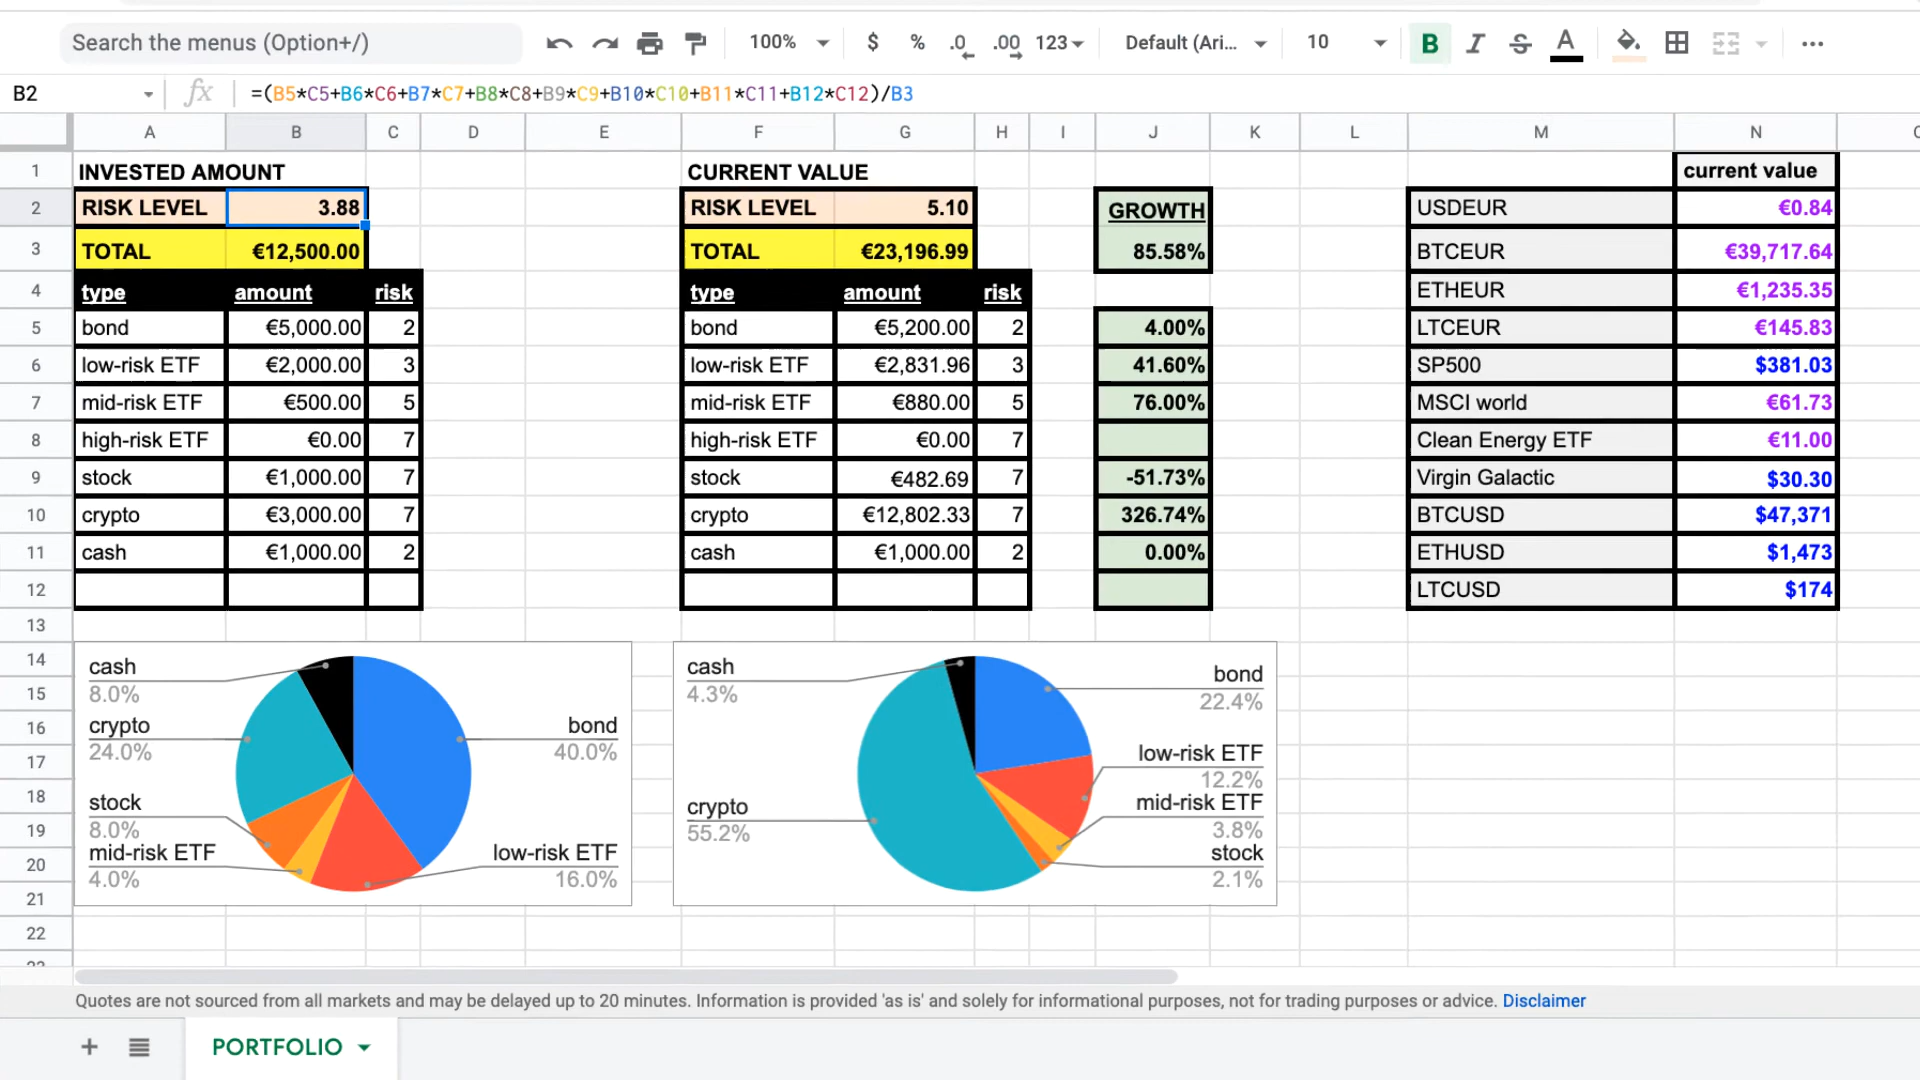 Search the menus (Option+/) 100% $ % .0 .00 123 Default (Ari... 10 B I S A
B2 fx =(B5*C5+B6*C6+B7*C7+B8*C8+B9*C9+B10*C10+B11*C11+B12*C12)/B3
A B C D E F G H I J K L M N
1 INVESTED AMOUNT CURRENT VALUE current value
2 RISK LEVEL 3.88 RISK LEVEL 5.10 GROWTH USDEUR €0.84
3 TOTAL €12,500.00 TOTAL €23,196.99 85.58% BTCEUR €39,717.64
4 type amount risk type amount risk ETHEUR €1,235.35
5 bond €5,000.00 2 bond €5,200.00 2 4.00% LTCEUR €145.83
6 low-risk ETF €2,000.00 3 low-risk ETF €2,831.96 3 41.60% SP500 $381.03
7 mid-risk ETF €500.00 5 mid-risk ETF €880.00 5 76.00% MSCI world €61.73
8 high-risk ETF €0.00 7 high-risk ETF €0.00 7 Clean Energy ETF €11.00
9 stock €1,000.00 7 stock €482.69 7 -51.73% Virgin Galactic $30.30
10 crypto €3,000.00 7 crypto €12,802.33 7 326.74% BTCUSD $47,371
11 cash €1,000.00 2 cash €1,000.00 2 0.00% ETHUSD $1,473
12 LTCUSD $174
13
14 cash cash bond
15 8.0% 4.3% 22.4%
16 crypto bond
24.0% 40.0%
17 low-risk ETF
12.2%
18 stock crypto mid-risk ETF
19 8.0% 55.2% 3.8%
20 mid-risk ETF low-risk ETF stock
4.0% 16.0% 2.1%
21
22
Quotes are not sourced from all markets and may be delayed up to 20 minutes. Information is provided 'as is' and solely for informational purposes, not for trading purposes or advice. Disclaimer
PORTFOLIO